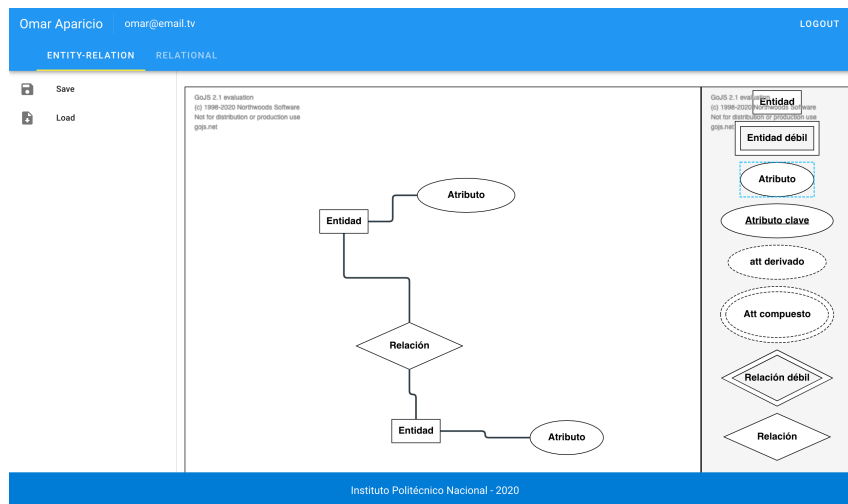 Omar Aparicio omar@email.tv LOGOUT
ENTITY-RELATION RELATIONAL
Save
Load
GoJS 2.1 evaluation
(c) 1998-2020 Northwoods Software
Not for distribution or production use
gojs.net
Atributo
Entidad
Relación
Entidad
Atributo
GoJS 2.1 evaluation
(c) 1998-2020 Northwoods Software
Not for distribution or production use
gojs.net
Entidad
Entidad débil
Atributo
Atributo clave
att derivado
Att compuesto
Relación débil
Relación
Instituto Politécnico Nacional - 2020